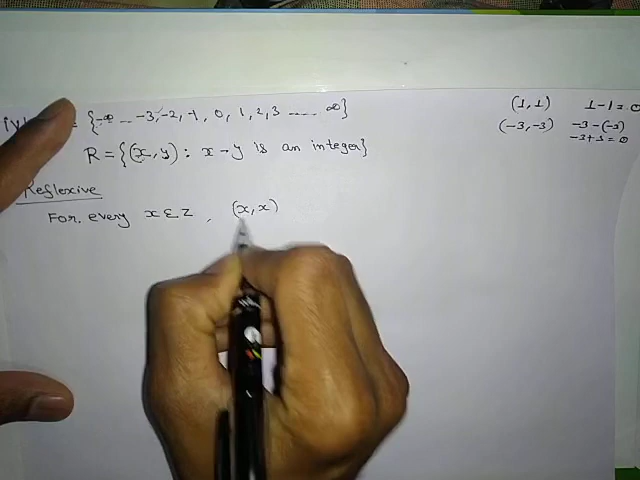 = {-∞ .. -3, -2, -1, 0, 1, 2, 3 ..... ∞}
R = {(x, y) : x - y is an integer}
Reflexive
For every x ε Z , (x, x)
(1, 1) 1-1 = 0
(-3, -3) -3-(-3)
-3+3 = 0